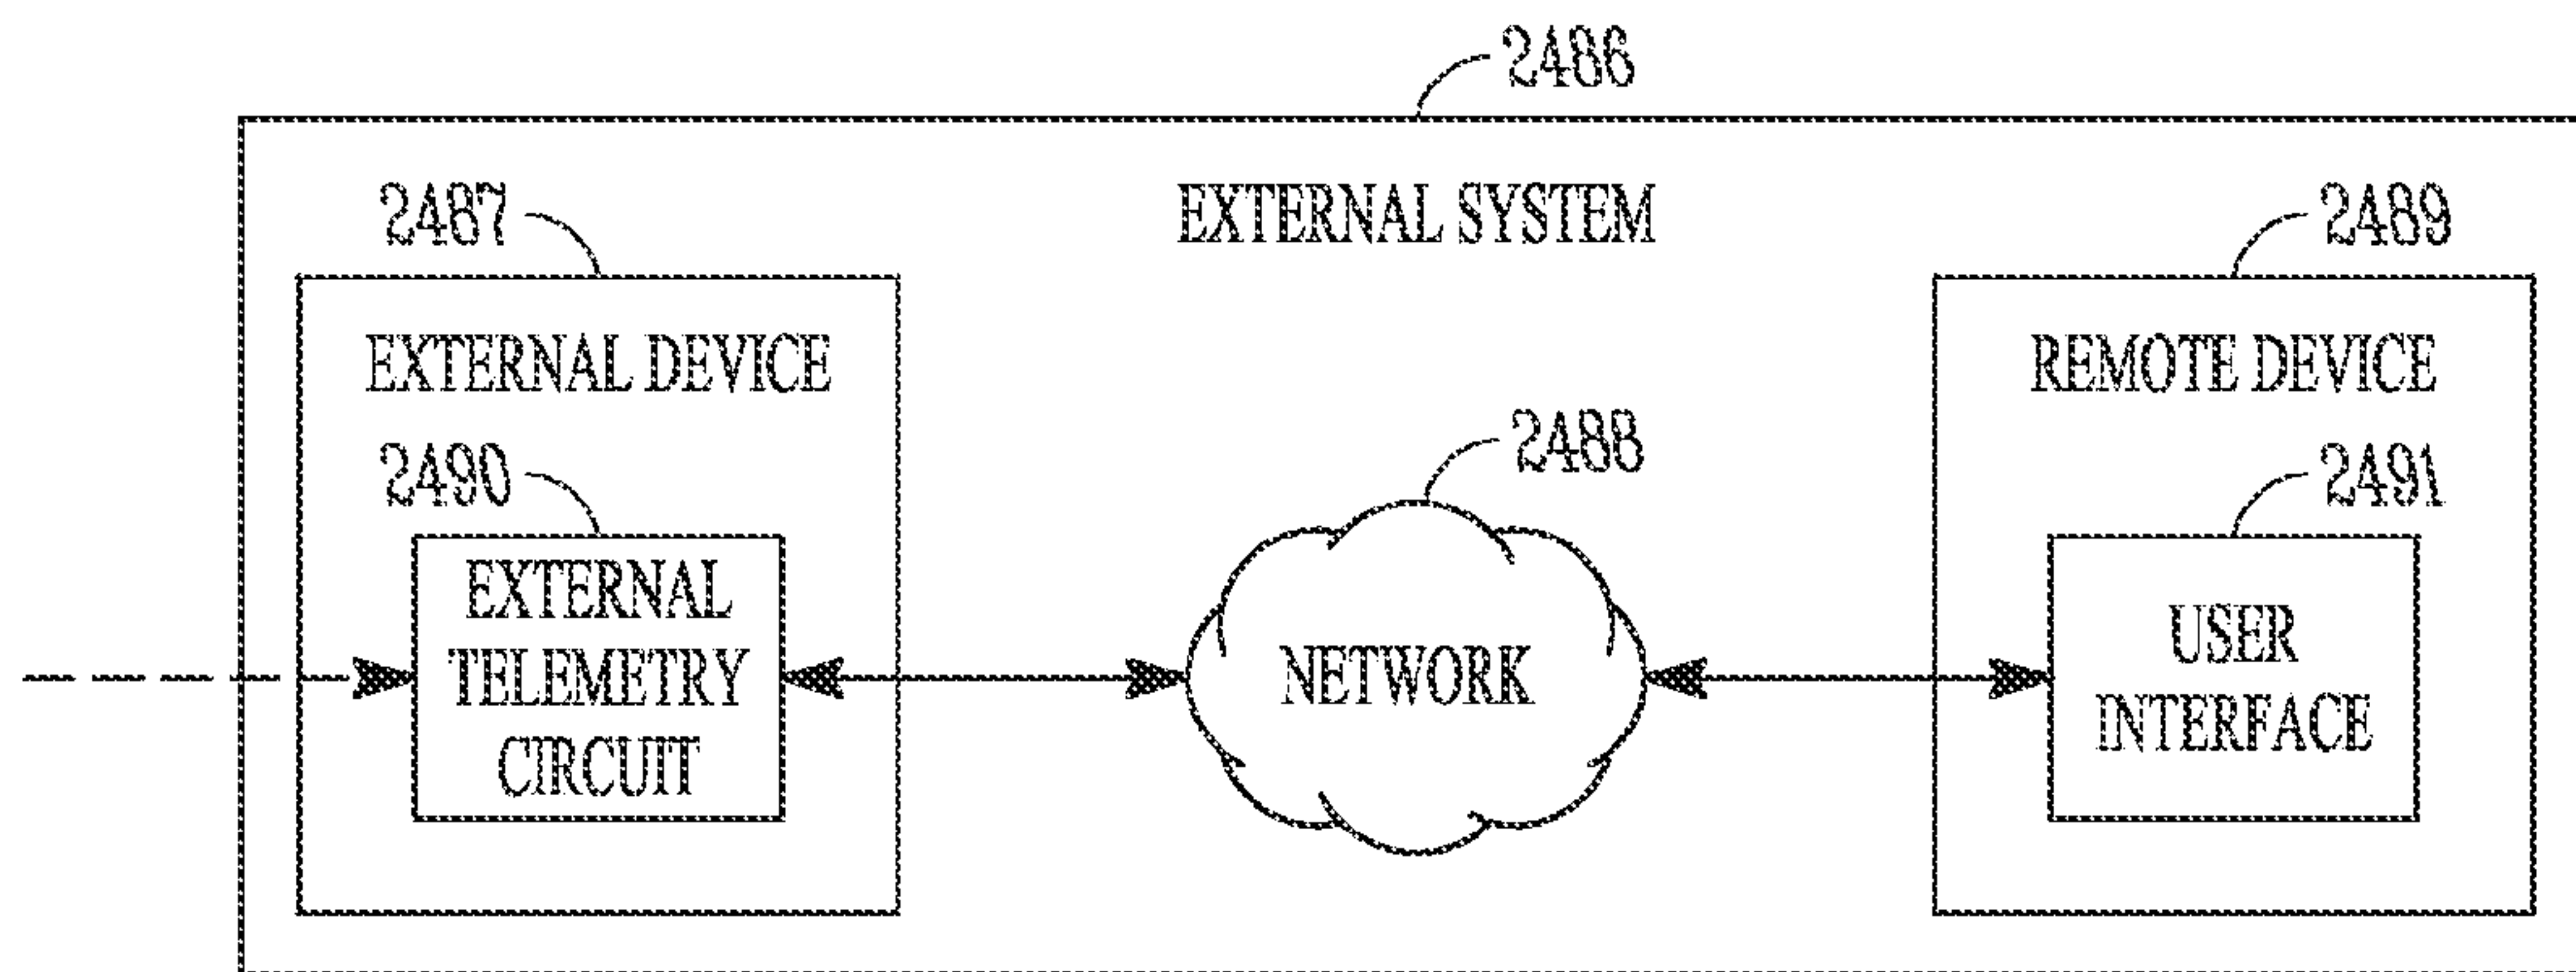 2486
EXTERNAL SYSTEM
2487
EXTERNAL DEVICE
2490
EXTERNAL
TELEMETRY
CIRCUIT
2488
NETWORK
2489
REMOTE DEVICE
2491
USER
INTERFACE